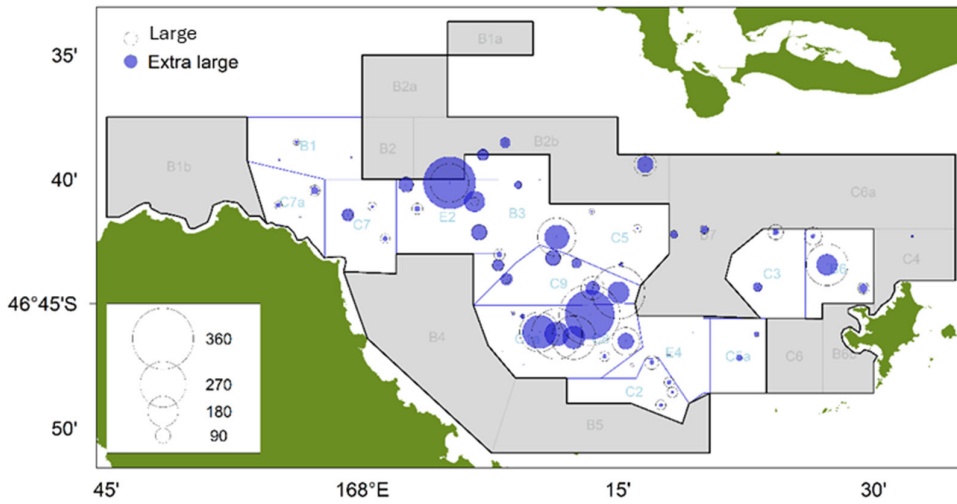 Large
Extra large
35'
40'
46°45'S
50'
45'
168°E
15'
30'
B1a
B2a
B1
B2
B2b
B1b
C7a
C7
E2
B3
C5
C6a
B7
C3
C4
C9
B4
E4
C2
C6
B5
360
270
180
90